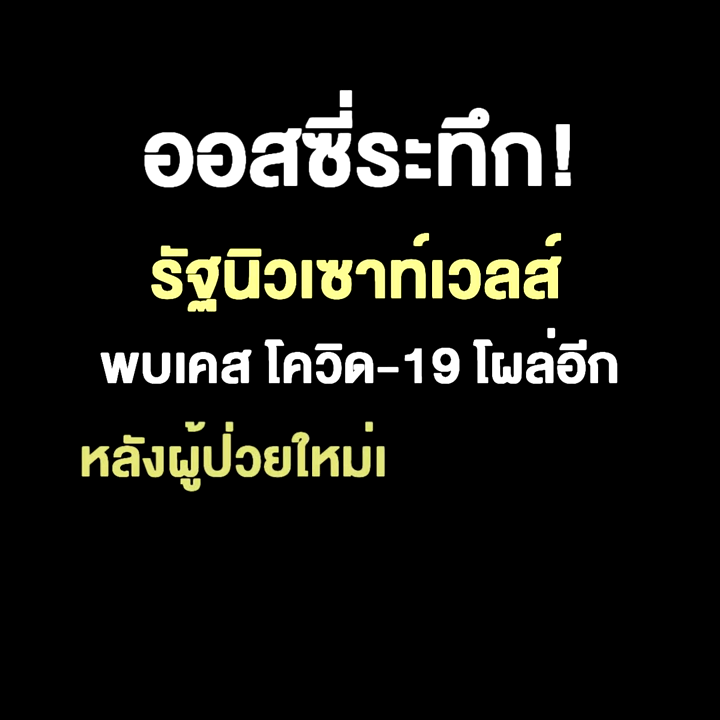 ออสซี่ระทึก!
รัฐนิวเซาท์เวลส์
พบเคส โควิด-19 โผล่อีก
หลังผู้ป่วยใหม่เ